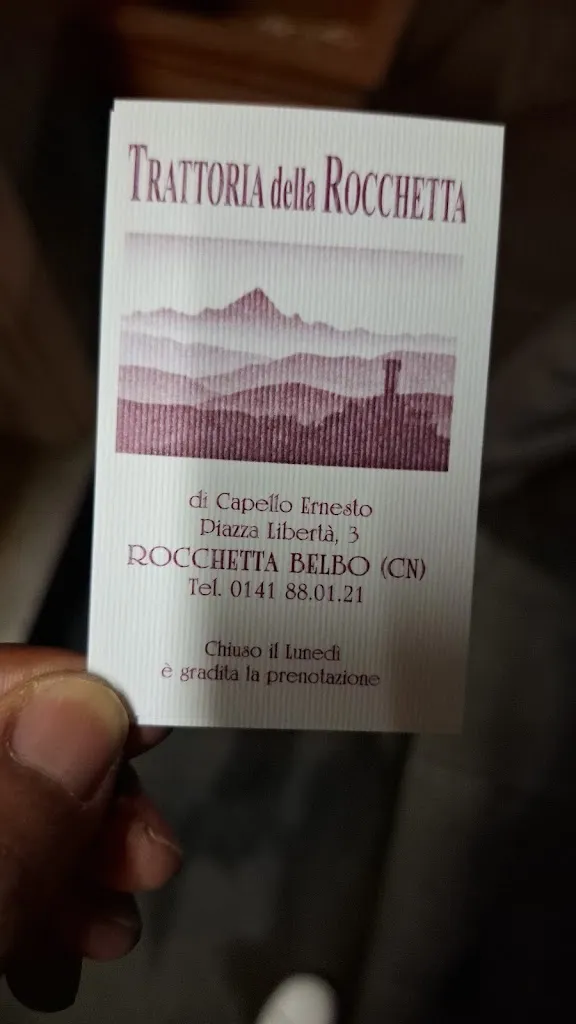 TRATTORIA della ROCCHETTA
di Capello Ernesto
Piazza Libertà, 3
ROCCHETTA BELBO (CN)
Tel. 0141 88.01.21
Chiuso il Lunedì
è gradita la prenotazione